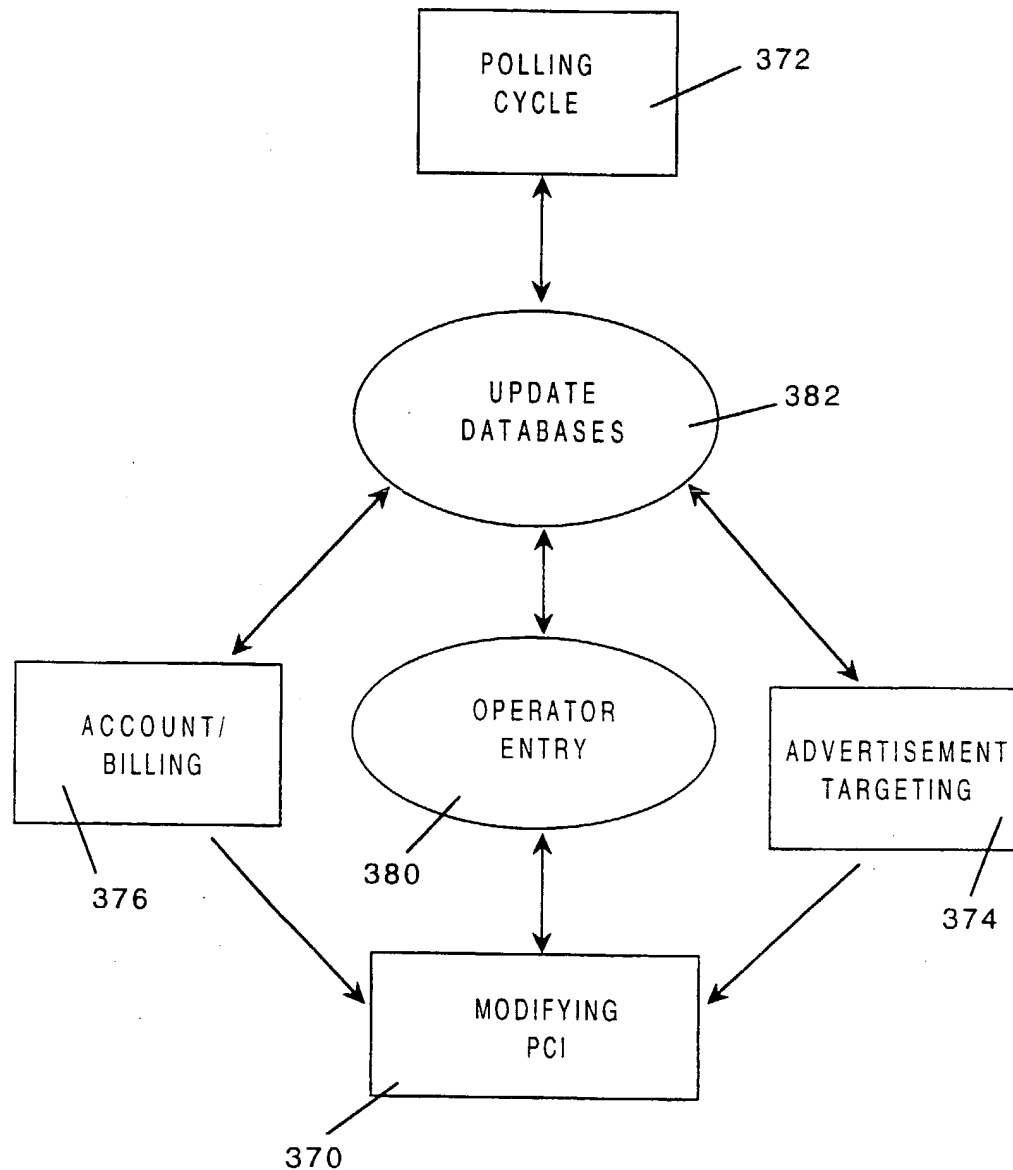 POLLING
CYCLE
372
UPDATE
DATABASES
382
ACCOUNT/
BILLING
376
OPERATOR
ENTRY
380
ADVERTISEMENT
TARGETING
374
MODIFYING
PCI
370